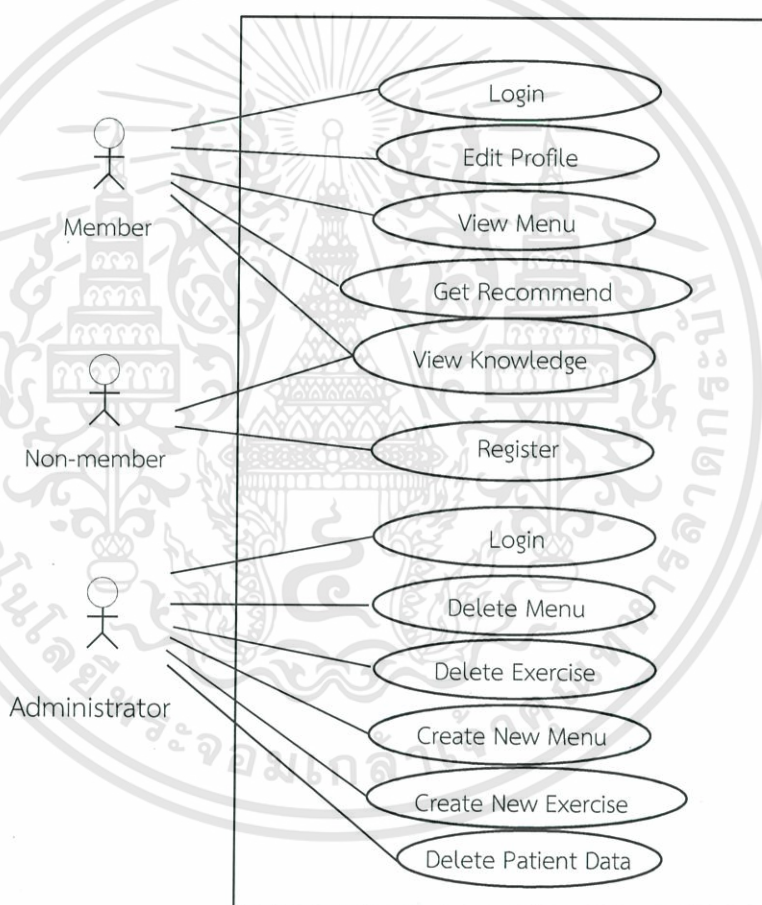 Login
Edit Profile
View Menu
Get Recommend
View Knowledge
Register
Login
Delete Menu
Delete Exercise
Create New Menu
Create New Exercise
Delete Patient Data
Member
Non-member
Administrator